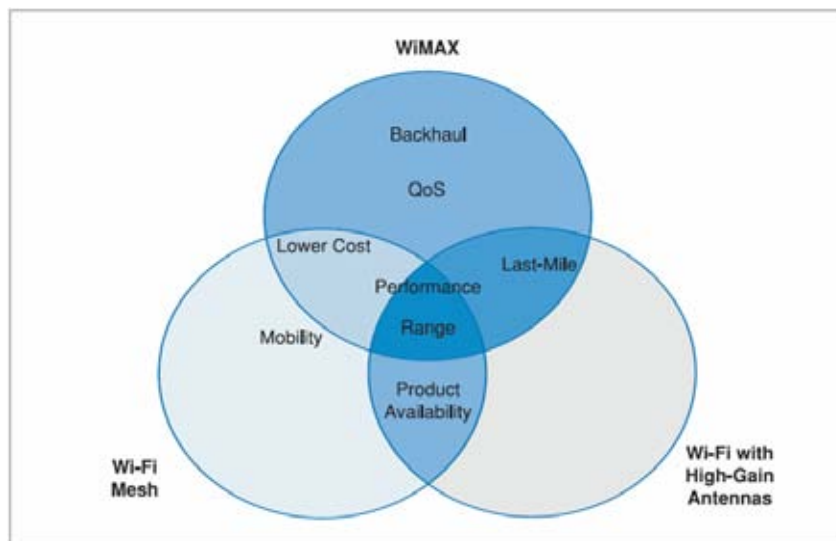 WiMAX
Backhaul
QoS
Lower Cost
Last-Mile
Performance
Mobility
Range
Product
Availability
Wi-Fi
Mesh
Wi-Fi with
High-Gain
Antennas